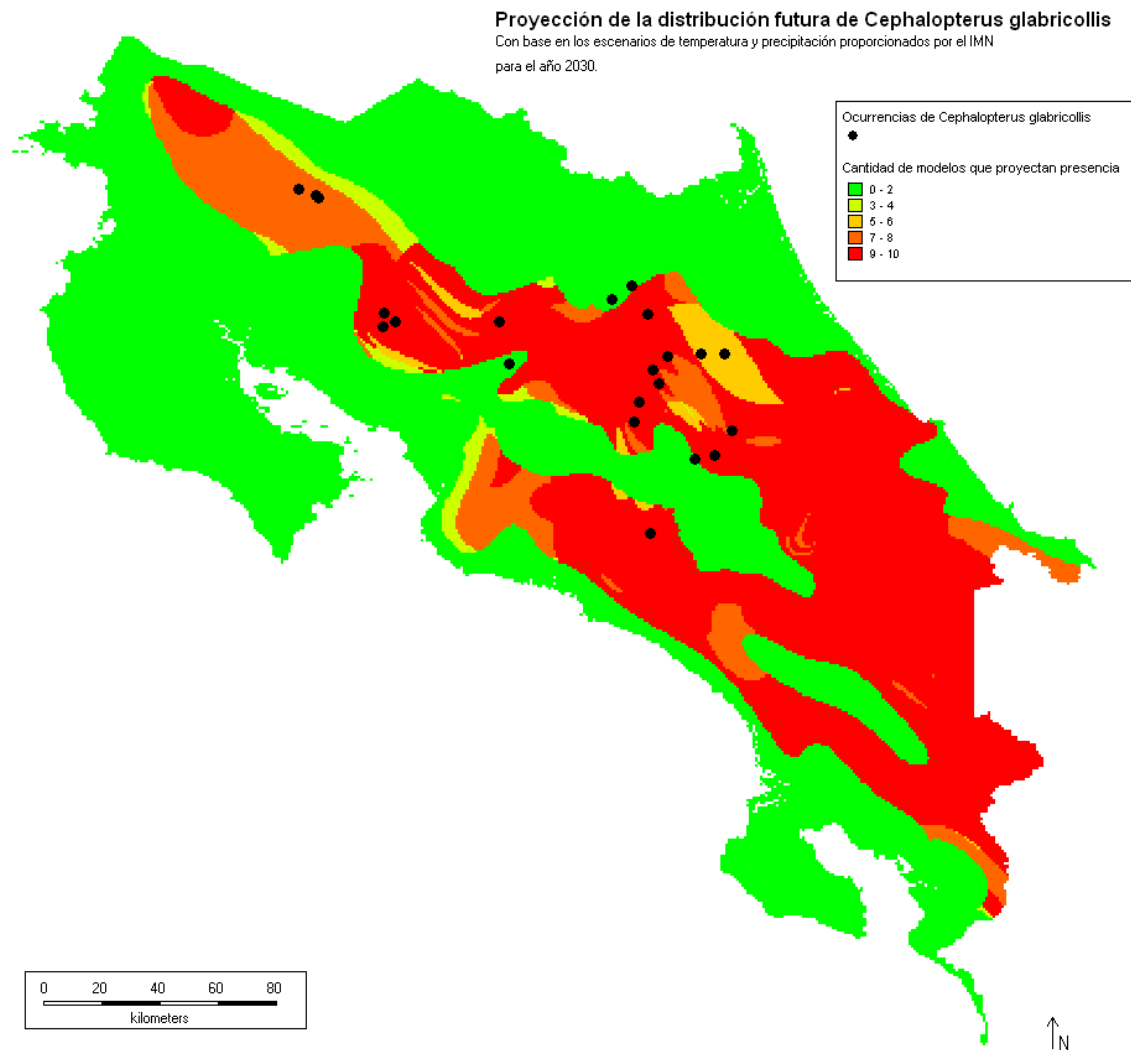 Proyección de la distribución futura de Cephalopterus glabricollis
Con base en los escenarios de temperatura y precipitación proporcionados por el IMN
para el año 2030.
Ocurrencias de Cephalopterus glabricollis
Cantidad de modelos que proyectan presencia
0 - 2
3 - 4
5 - 6
7 - 8
9 - 10
0 20 40 60 80
kilometers
N